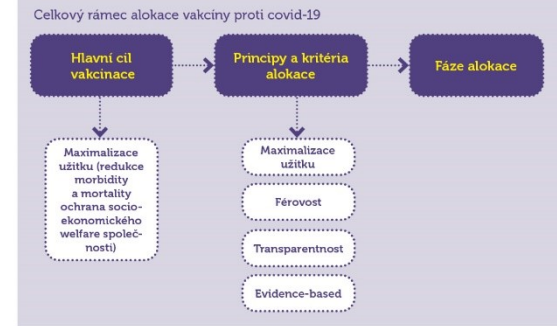 Celkový rámec alokace vakcíny proti covid-19
Hlavní cíl
vakcinace
Principy a kritéria
alokace
Fáze alokace
Maximalizace
užitku (redukce
morbidity
a mortality
ochrana socio-
ekonomického
welfare společ-
nosti)
Maximalizace
užitku
Férovost
Transparentnost
Evidence-based